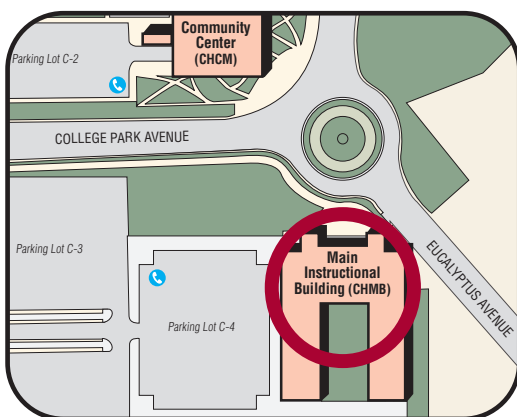 Community
Center
(CHCM)
Parking Lot C-2
COLLEGE PARK AVENUE
Parking Lot C-3
Main
Instructional
Building (CHMB)
EUCALYPTUS AVENUE
Parking Lot C-4